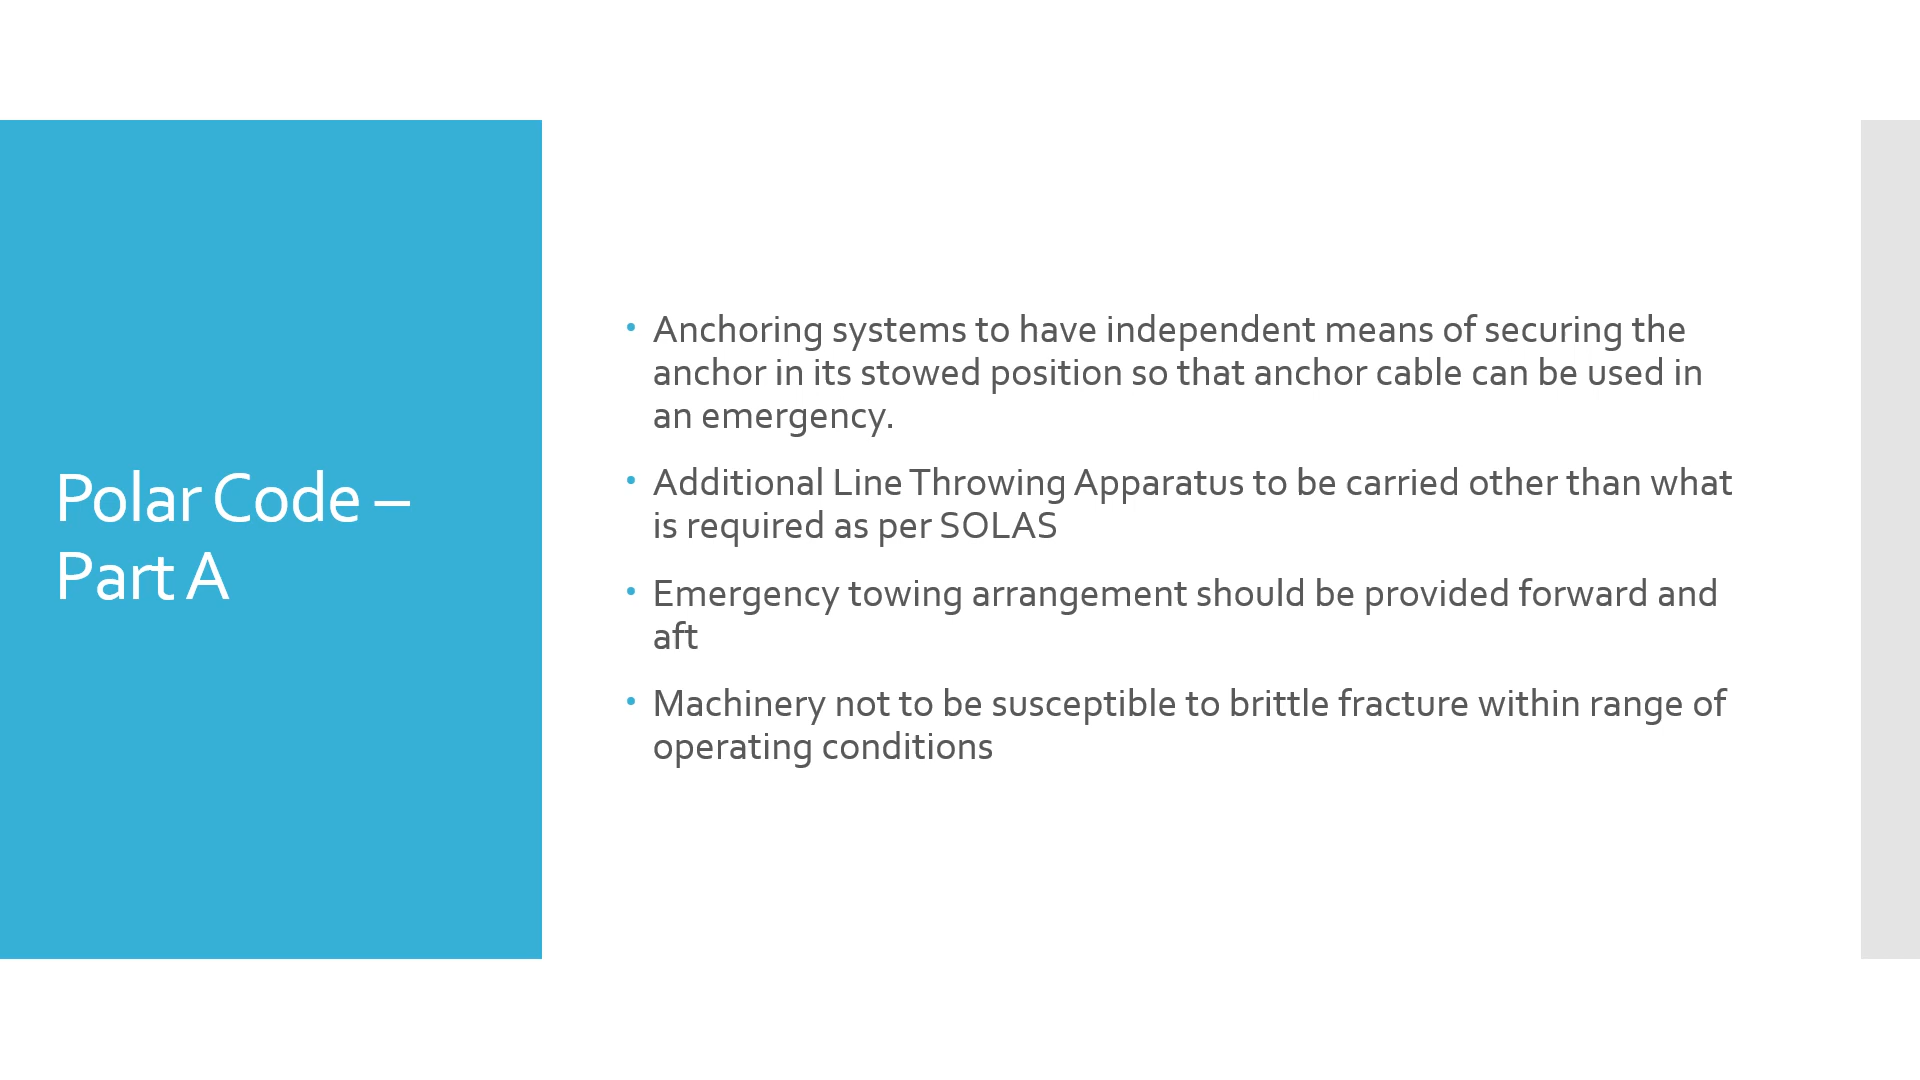 Polar Code –
Part A
• Anchoring systems to have independent means of securing the
anchor in its stowed position so that anchor cable can be used in
an emergency.
• Additional Line Throwing Apparatus to be carried other than what
is required as per SOLAS
• Emergency towing arrangement should be provided forward and
aft
• Machinery not to be susceptible to brittle fracture within range of
operating conditions